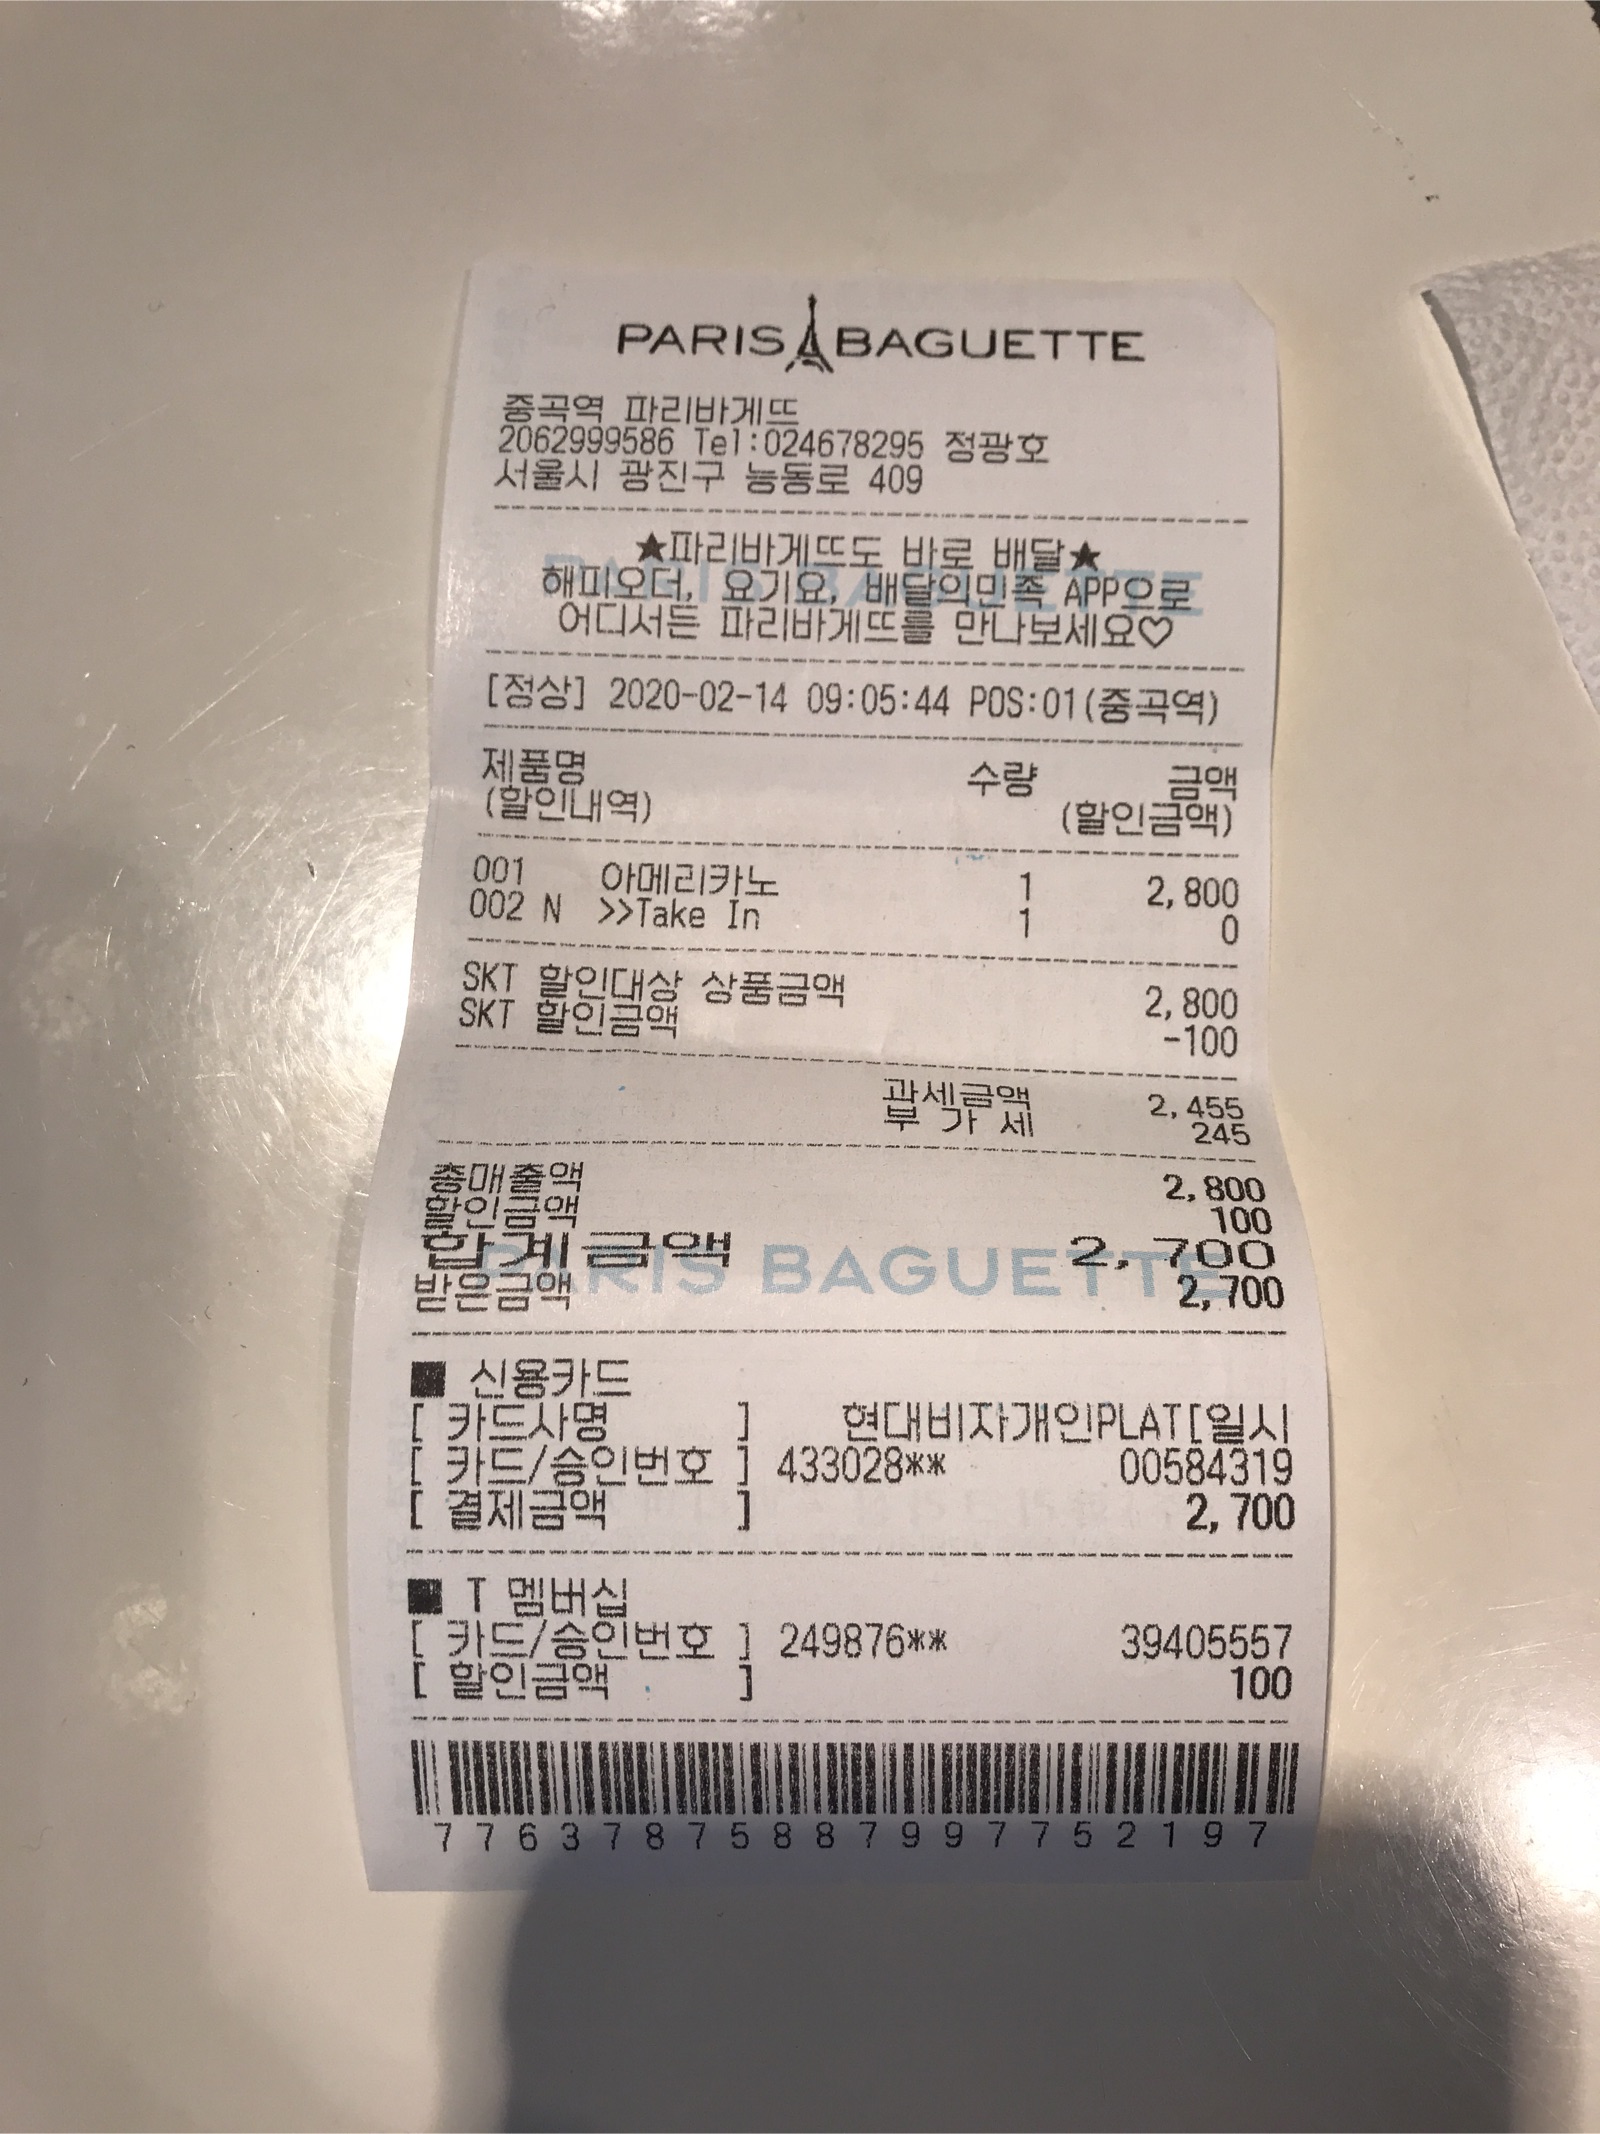 PARIS BAGUETTE
중곡역 파리바게뜨
2062999586 Tel:024678295 정광호
서울시 광진구 능동로 409
★파리바게뜨도 바로 배달★
해피오더, 요기요, 배달의민족 APP으로
어디서든 파리바게뜨를 만나보세요♡
[정상] 2020-02-14 09:05:44 POS:01(중곡역)
제품명 수량 금액
(할인내역) (할인금액)
001 아메리카노 1 2,800
002 N >>Take In 1 0
SKT 할인대상 상품금액 2,800
SKT 할인금액 -100
과세금액 2,455
부 가 세 245
총매출액 2,800
할인금액 100
합계금액 2,700
받은금액 2,700
PARIS BAGUETTE
■ 신용카드
[ 카드사명 ] 현대비자개인PLAT[일시
[ 카드/승인번호 ] 433028** 00584319
[ 결제금액 ] 2,700
■ T 멤버십
[ 카드/승인번호 ] 249876** 39405557
[ 할인금액 ] 100
77637875887997752197